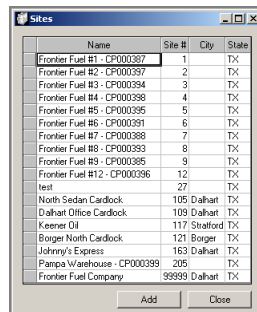 Sites
Name Site # City State
Frontier Fuel #1 - CP000387 1 TX
Frontier Fuel #2 - CP000397 2 TX
Frontier Fuel #3 - CP000394 3 TX
Frontier Fuel #4 - CP000398 4 TX
Frontier Fuel #5 - CP000395 5 TX
Frontier Fuel #6 - CP000391 6 TX
Frontier Fuel #7 - CP000388 7 TX
Frontier Fuel #8 - CP000393 8 TX
Frontier Fuel #9 - CP000385 9 TX
Frontier Fuel #12 - CP000396 12 TX
test 27 TX
North Sedan Cardlock 105 Dalhart TX
Dalhart Office Cardlock 109 Dalhart TX
Keener Oil 117 Stratford TX
Borger North Cardlock 121 Borger TX
Johnny's Express 163 Dalhart TX
Pampa Warehouse - CP000399 205 TX
Frontier Fuel Company 99999 Dalhart TX
Add Close